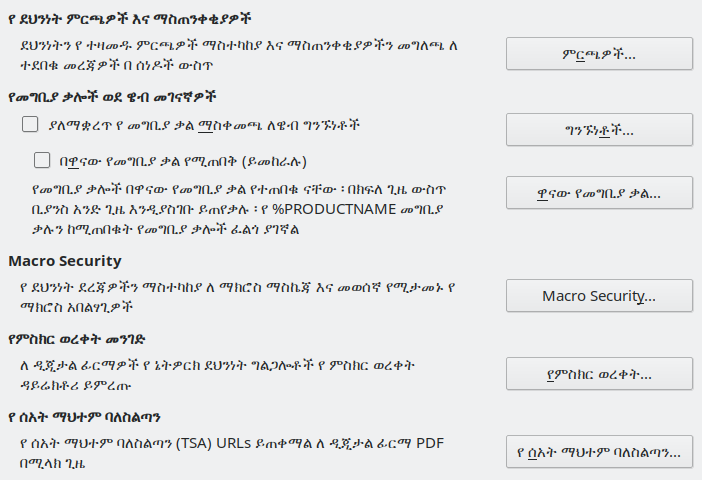 የ ደህንነት ምርጫዎች እና ማስጠንቀቂያዎች
ደህንነትን የ ተዛመዱ ምርጫዎች ማስተካከያ እና ማስጠንቀቂያዎችን መግለጫ ለ
ተደበቁ መረጃዎች በ ሰነዶች ውስጥ
ምርጫዎች...
የመግቢያ ቃሎች ወደ ዌብ መገናኛዎች
ያለማቋረጥ የ መግቢያ ቃል ማስቀመጫ ለዌብ ግንኙነቶች
ግንኙነቶች...
በዋናው የመግቢያ ቃል የሚጠበቅ (ይመከራሉ)
የመግቢያ ቃሎች በዋናው የመግቢያ ቃል የተጠበቁ ናቸው ፡ በክፍለ ጊዜ ውስጥ
ቢያንስ አንድ ጊዜ እንዲያስገቡ ይጠየቃሉ ፡ የ %PRODUCTNAME መግቢያ
ቃሉን ከሚጠበቁት የመግቢያ ቃሎች ፈልጎ ያገኛል
ዋናው የመግቢያ ቃል...
Macro Security
የ ደህንነት ደረጃዎችን ማስተካከያ ለ ማክሮስ ማስኬጃ እና መወሰኛ የሚታመኑ የ
ማክሮስ አበልፃጊዎች
Macro Security...
የምስክር ወረቀት መንገድ
ለ ዲጂታል ፊርማዎች የ ኔትዎርክ ደህንነት ግልጋሎቶች የ ምስክር ወረቀት
ዳይሬክቶሪ ይምረጡ
የምስክር ወረቀት...
የ ሰአት ማህተም ባለስልጣን
የ ሰአት ማህተም ባለስልጣን (TSA) URLs ይጠቀማል ለ ዲጂታል ፊርማ PDF
በሚላክ ጊዜ
የ ሰአት ማህተም ባለስልጣን...